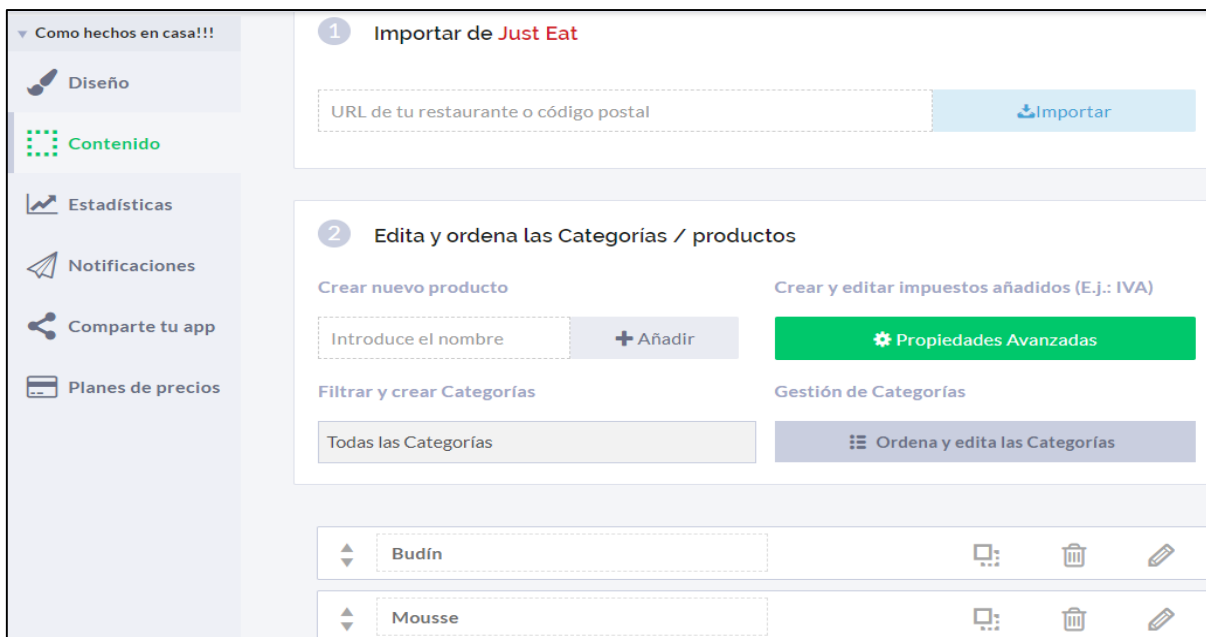 Como hechos en casa!!!
Diseño
Contenido
Estadísticas
Notificaciones
Comparte tu app
Planes de precios
1 Importar de Just Eat
URL de tu restaurante o código postal Importar
2 Edita y ordena las Categorías / productos
Crear nuevo producto Crear y editar impuestos añadidos (E.j.: IVA)
Introduce el nombre Añadir Propiedades Avanzadas
Filtrar y crear Categorías Gestión de Categorías
Todas las Categorías Ordena y edita las Categorías
Budín
Mousse